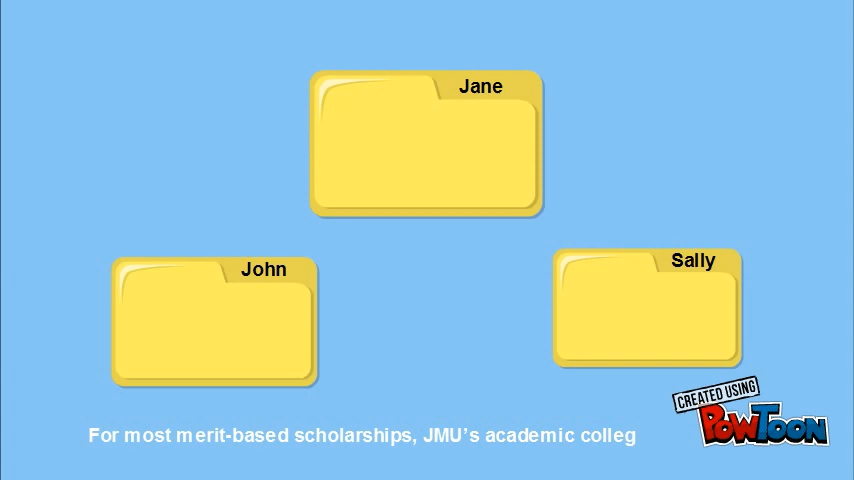 Jane
John
Sally
For most merit-based scholarships, JMU's academic colleg
CREATED USING
POWTOON